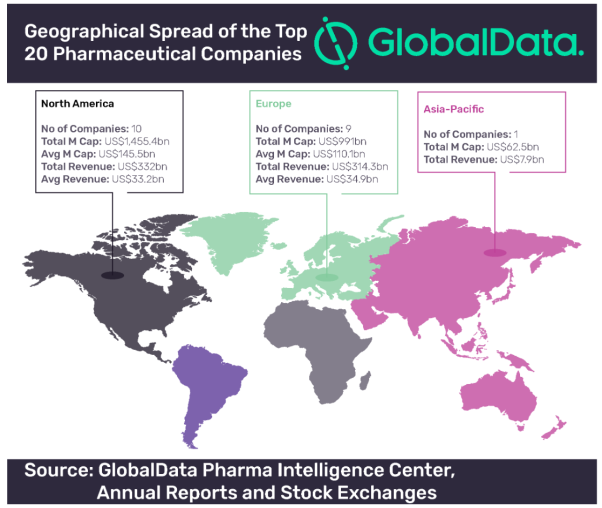 Geographical Spread of the Top
20 Pharmaceutical Companies
GlobalData.
North America
No of Companies: 10
Total M Cap: US$1,455.4bn
Avg M Cap: US$145.5bn
Total Revenue: US$332bn
Avg Revenue: US$33.2bn
Europe
No of Companies: 9
Total M Cap: US$991bn
Avg M Cap: US$110.1bn
Total Revenue: US$314.3bn
Avg Revenue: US$34.9bn
Asia-Pacific
No of Companies: 1
Total M Cap: US$62.5bn
Total Revenue: US$7.9bn
Source: GlobalData Pharma Intelligence Center,
Annual Reports and Stock Exchanges